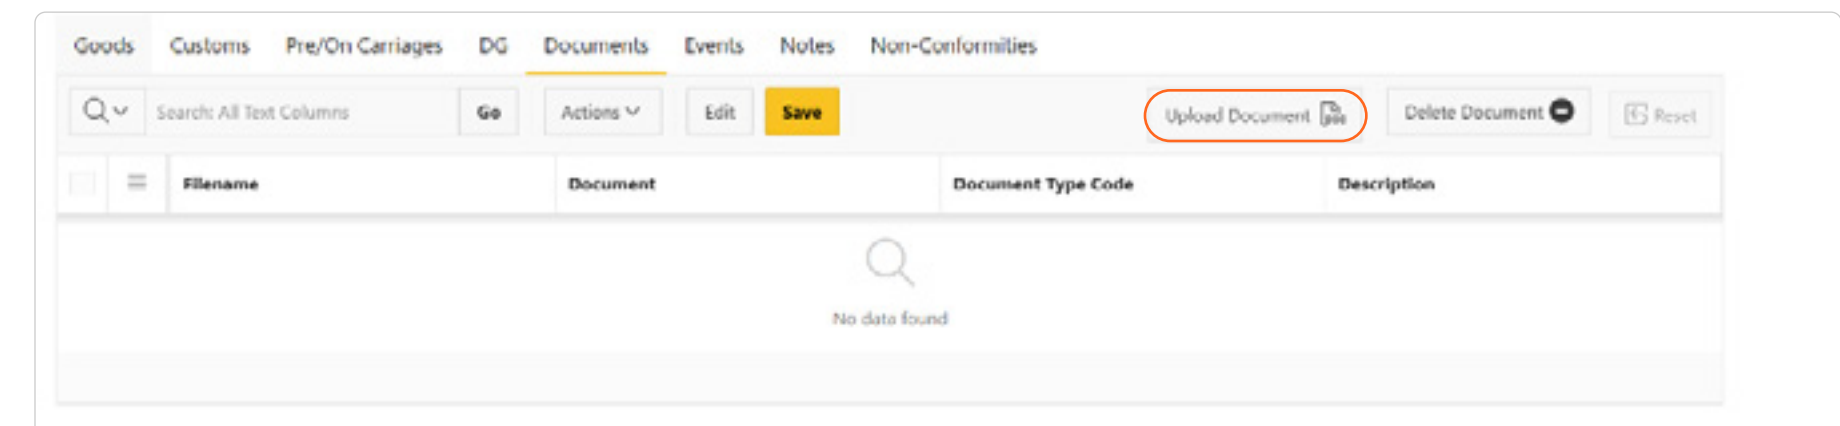 Goods Customs Pre/On Carriages DG Documents Events Notes Non-Conformities
Search: All Text Columns Go Actions Edit Save Upload Document Delete Document Reset
Filename Document Document Type Code Description
No data found